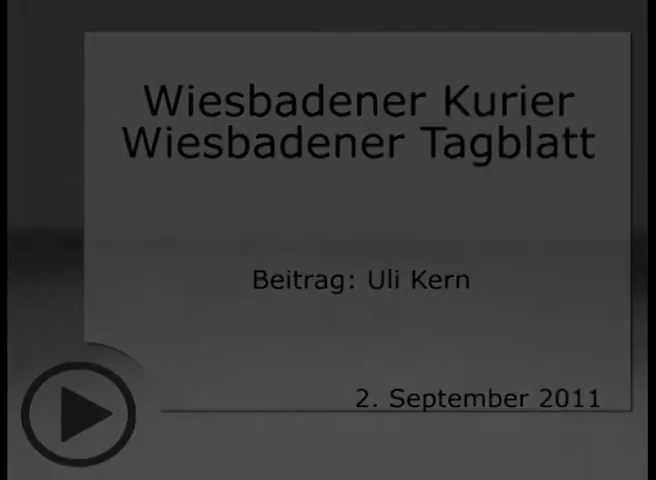 Wiesbadener Kurier
Wiesbadener Tagblatt
Beitrag: Uli Kern
2. September 2011